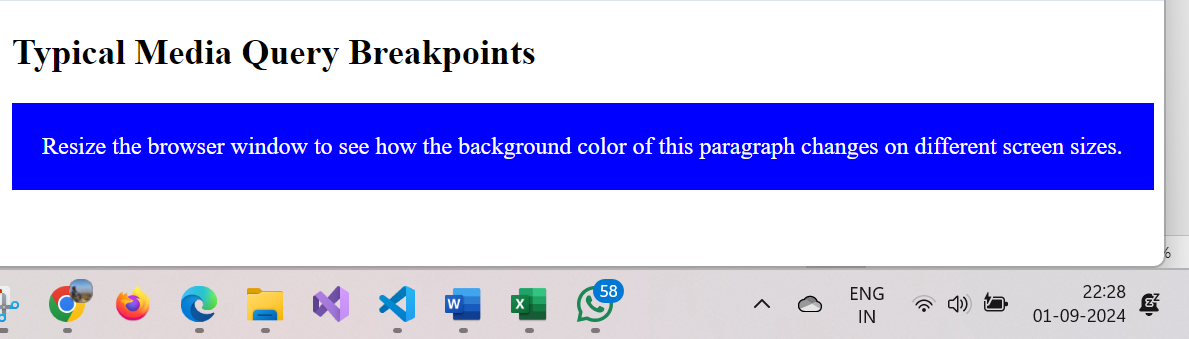 Typical Media Query Breakpoints
Resize the browser window to see how the background color of this paragraph changes on different screen sizes.
%
58
W
X
ENG
IN
22:28
01-09-2024